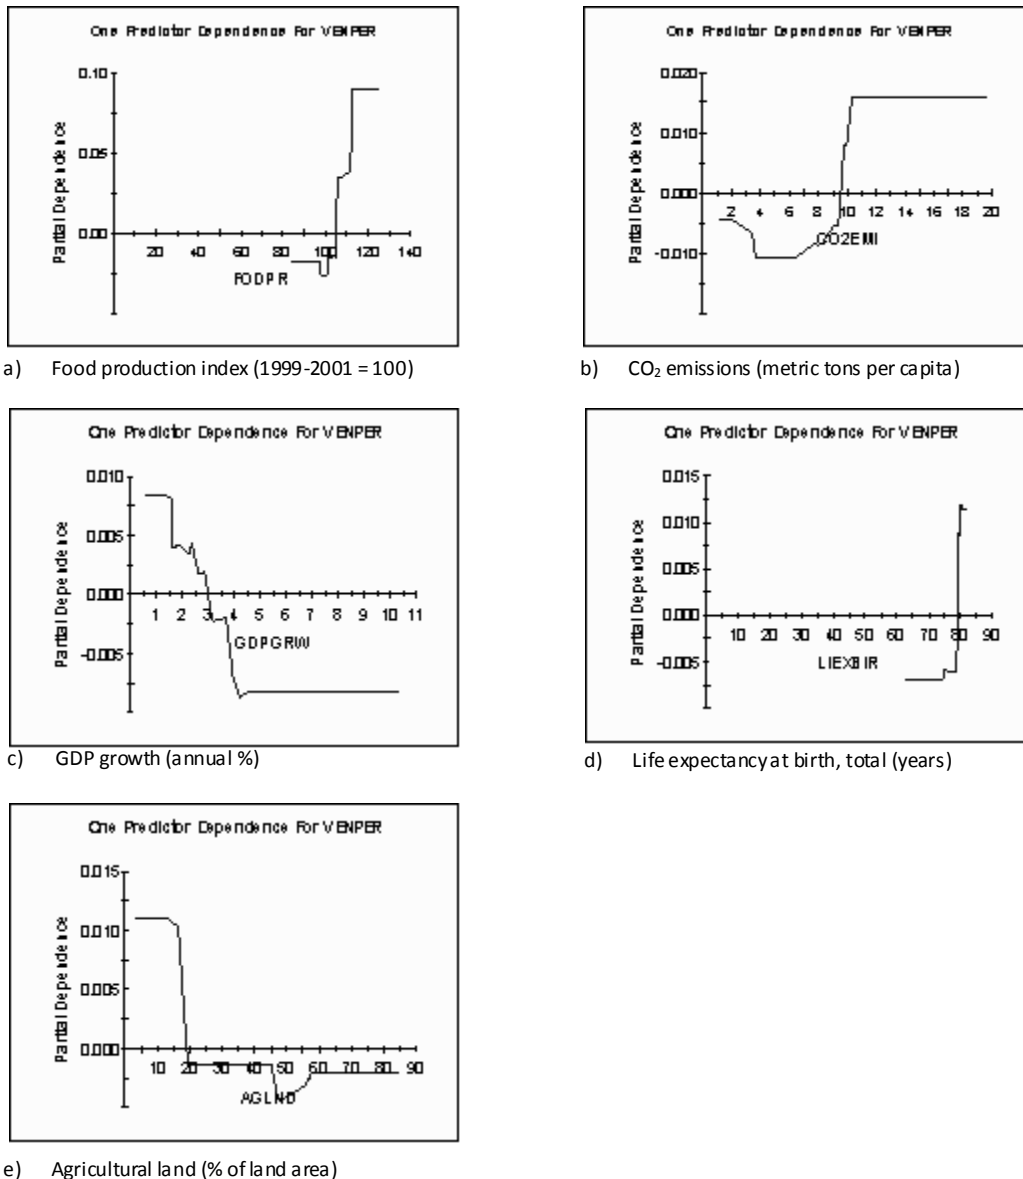 One Predictor Dependence For VENPER
Partial Dependence
0.10
0.05
0.00
20 40 60 80 100 120 140
FODPR
a) Food production index (1999-2001 = 100)
One Predictor Dependence For VENPER
Partial Dependence
0.020
0.010
0.000
-0.010
2 4 6 8 10 12 14 16 18 20
CO2EMI
b) CO₂ emissions (metric tons per capita)
One Predictor Dependence For VENPER
Partial Dependence
0.010
0.005
0.000
-0.005
1 2 3 4 5 6 7 8 9 10 11
GDPGRW
c) GDP growth (annual %)
One Predictor Dependence For VENPER
Partial Dependence
0.015
0.010
0.005
0.000
-0.005
10 20 30 40 50 60 70 80 90
LIEXBIR
d) Life expectancy at birth, total (years)
One Predictor Dependence For VENPER
Partial Dependence
0.015
0.010
0.005
0.000
10 20 30 40 50 60 70 80 90
AGLND
e) Agricultural land (% of land area)